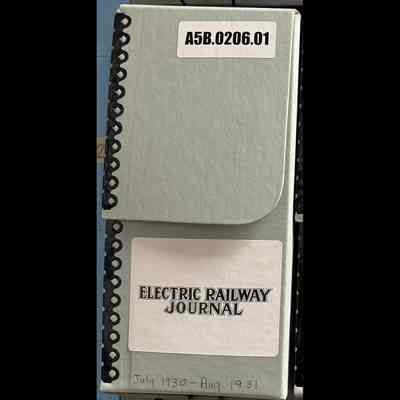 A5B.0206.01
ELECTRIC RAILWAY
JOURNAL
July 1930 - Aug. 1931